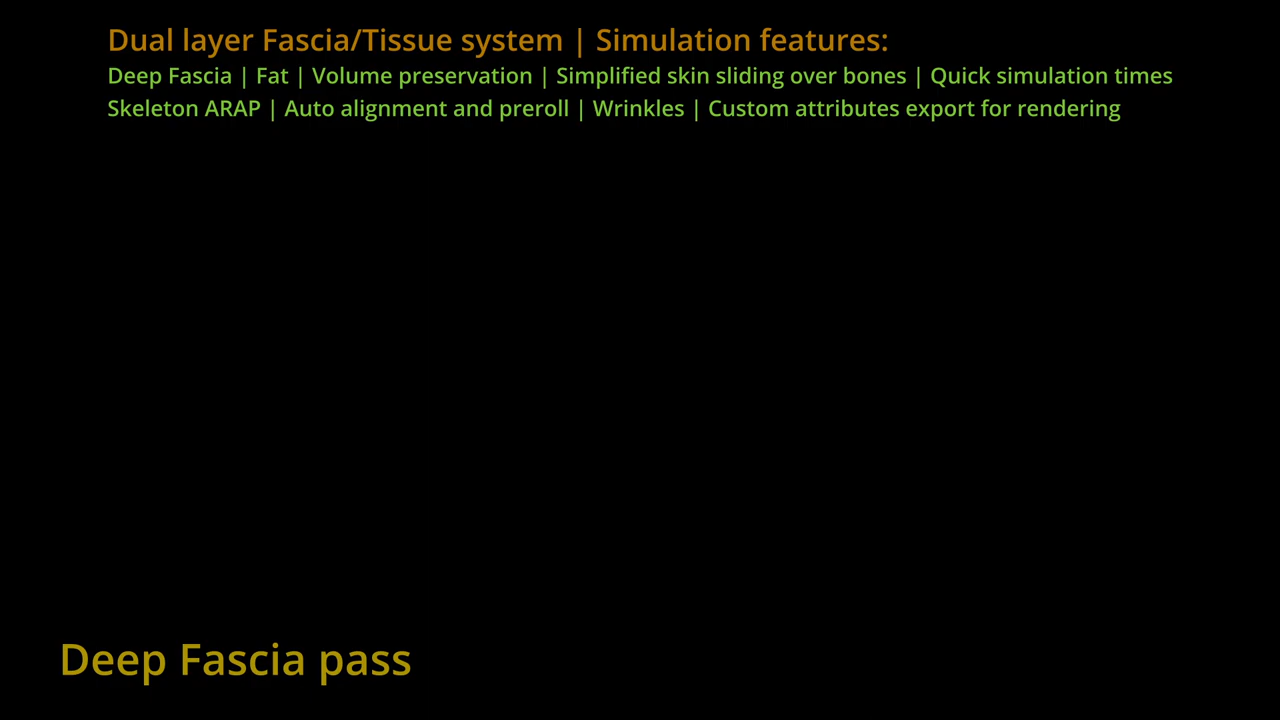 Dual layer Fascia/Tissue system | Simulation features:
Deep Fascia | Fat | Volume preservation | Simplified skin sliding over bones | Quick simulation times
Skeleton ARAP | Auto alignment and preroll | Wrinkles | Custom attributes export for rendering
Deep Fascia pass